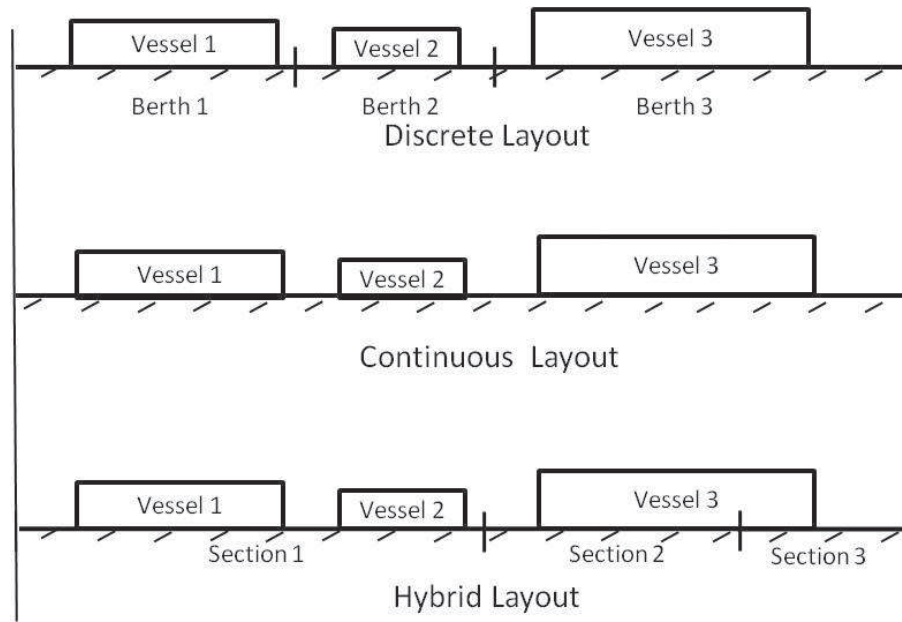 Vessel 1 Vessel 2 Vessel 3
Berth 1 Berth 2 Berth 3
Discrete Layout
Vessel 1 Vessel 2 Vessel 3
Continuous Layout
Vessel 1 Vessel 2 Vessel 3
Section 1 Section 2 Section 3
Hybrid Layout